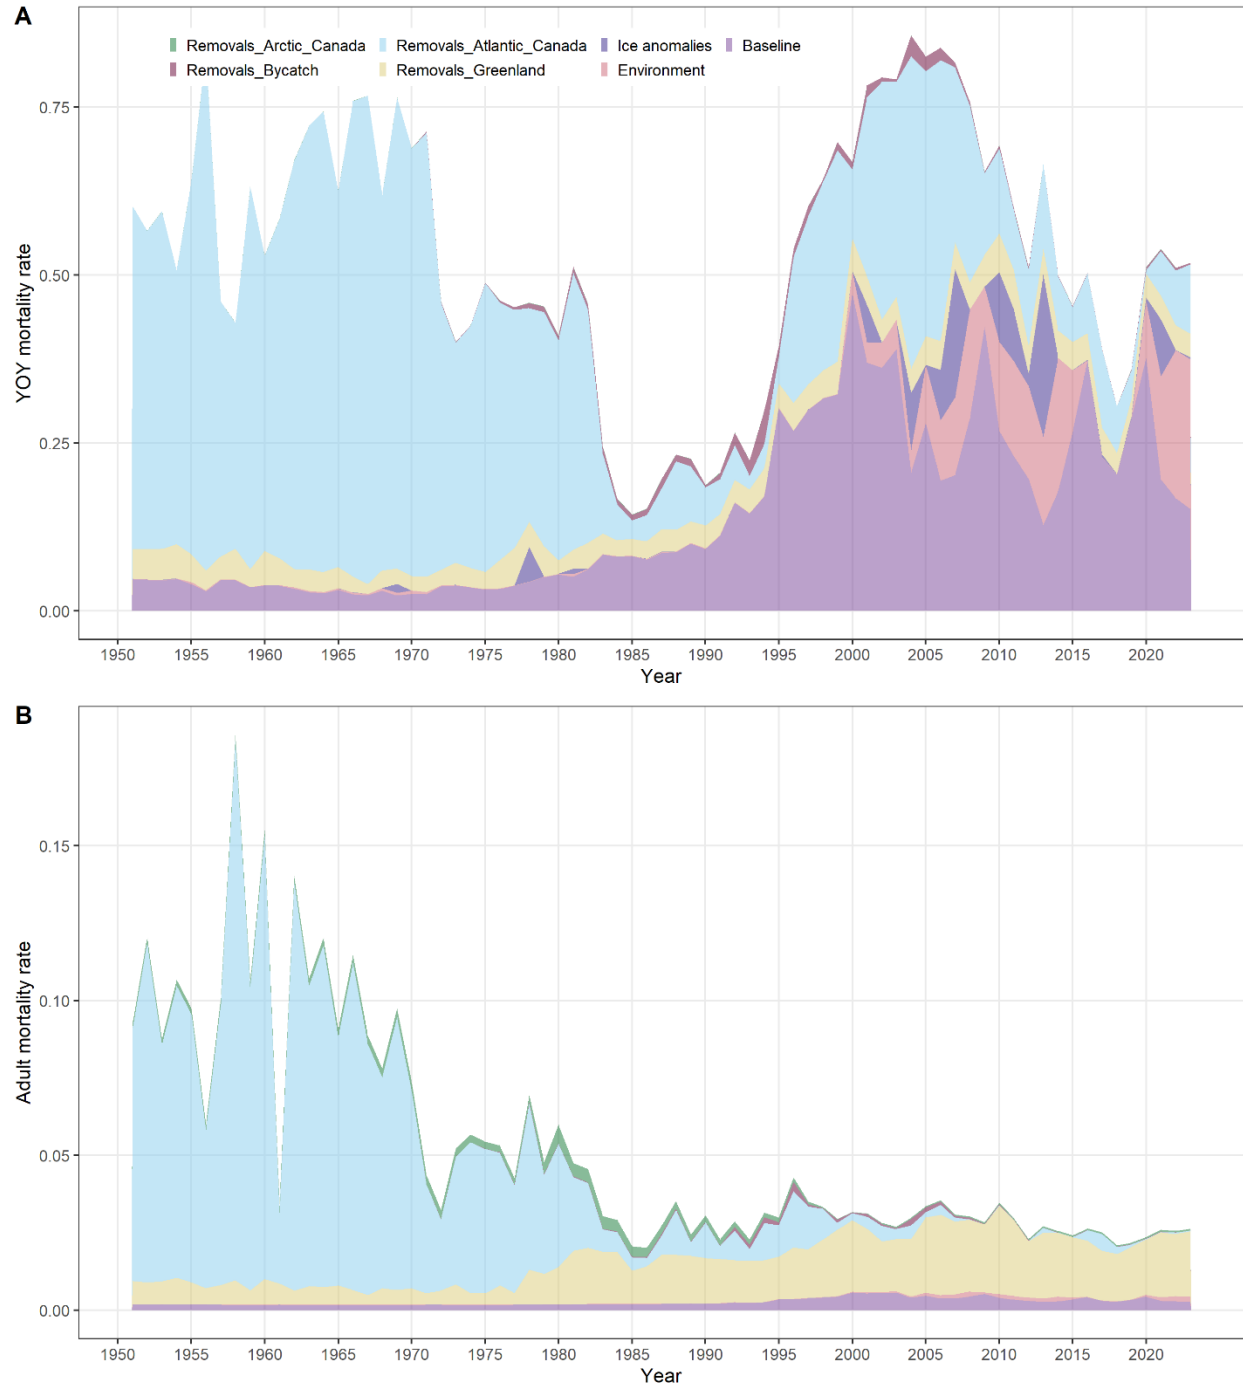 A
Removals_Arctic_Canada Removals_Atlantic_Canada Ice anomalies Baseline
Removals_Bycatch Removals_Greenland Environment
0.75
0.50
0.25
0.00
YOY mortality rate
1950 1955 1960 1965 1970 1975 1980 1985 1990 1995 2000 2005 2010 2015 2020
Year
B
0.15
0.10
0.05
0.00
Adult mortality rate
1950 1955 1960 1965 1970 1975 1980 1985 1990 1995 2000 2005 2010 2015 2020
Year